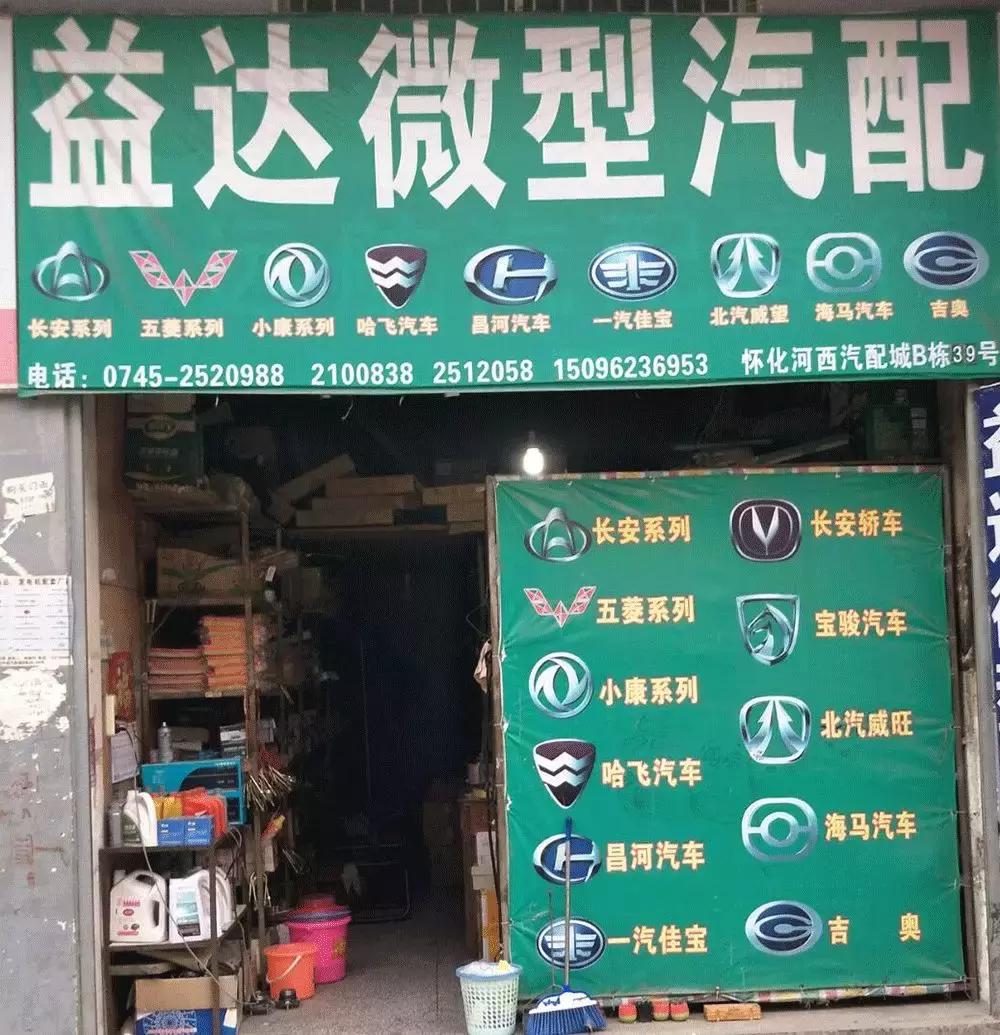 益达微型汽配
长安系列 五菱系列 小康系列 哈飞汽车 昌河汽车 一汽佳宝 北汽威望 海马汽车 吉奥
电话：0745-2520988 2100838 2512058 15096236953 怀化河西汽配城B栋39号
长安系列 长安轿车
五菱系列 宝骏汽车
小康系列 北汽威旺
哈飞汽车 海马汽车
昌河汽车 吉 奥
一汽佳宝